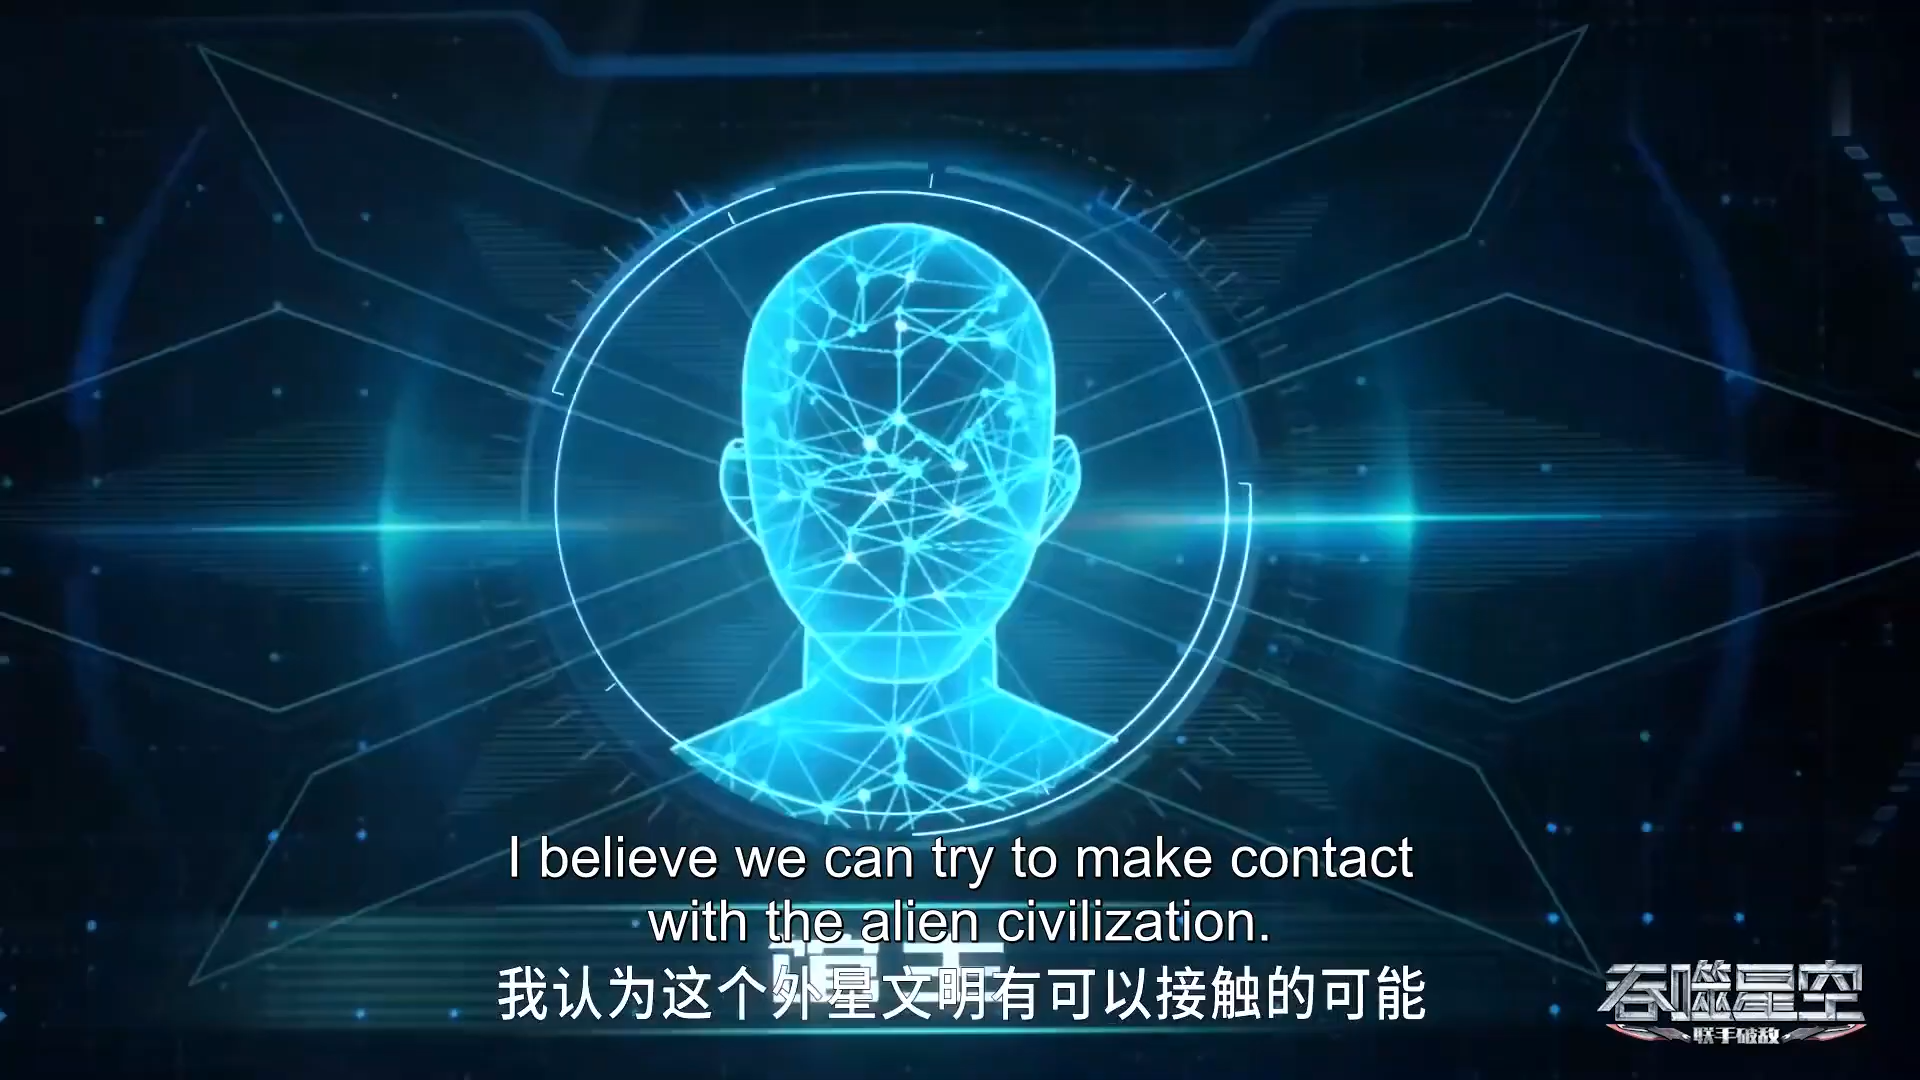 I believe we can try to make contact
with the alien civilization.
我认为这个外星文明有可以接触的可能
吞噬星空
联手破敌